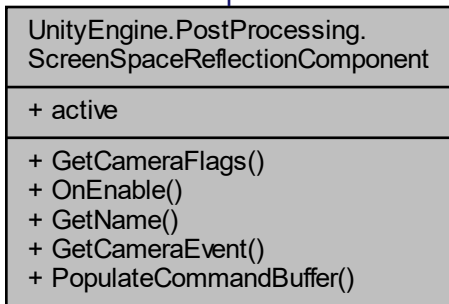 UnityEngine.PostProcessing.
ScreenSpaceReflectionComponent
+ active
+ GetCameraFlags()
+ OnEnable()
+ GetName()
+ GetCameraEvent()
+ PopulateCommandBuffer()